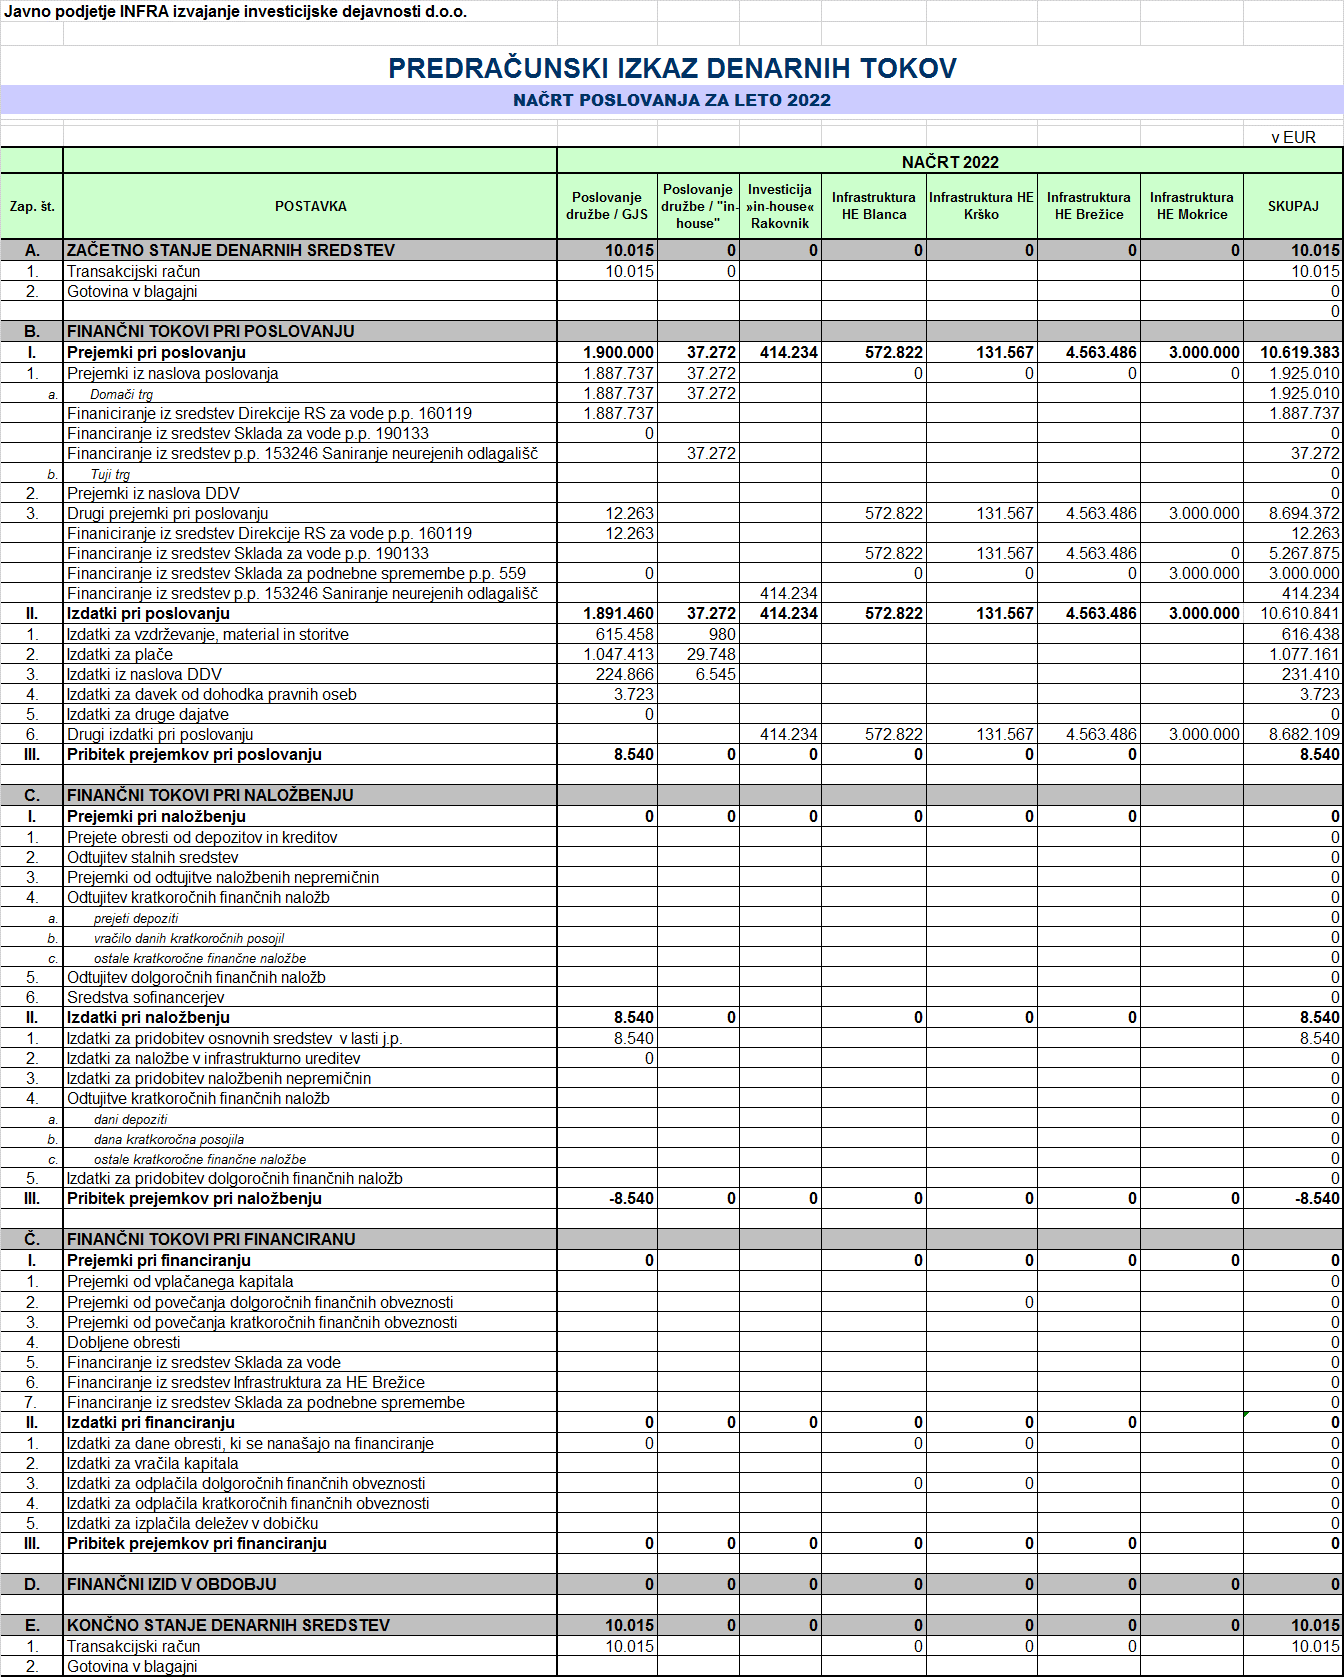 Javno podjetje INFRA izvajanje investicijske dejavnosti d.o.o.
PREDRAČUNSKI IZKAZ DENARNIH TOKOV
NAČRT POSLOVANJA ZA LETO 2022
v EUR
NAČRT 2022
Zap. št. POSTAVKA Poslovanje družbe / GJS Poslovanje družbe / "in-house" Investicija »in-house« Rakovnik Infrastruktura HE Blanca Infrastruktura HE Krško Infrastruktura HE Brežice Infrastruktura HE Mokrice SKUPAJ
A. ZAČETNO STANJE DENARNIH SREDSTEV 10.015 0 0 0 0 0 0 10.015
1. Transakcijski račun 10.015 0 10.015
2. Gotovina v blagajni 0
0
B. FINANČNI TOKOVI PRI POSLOVANJU
I. Prejemki pri poslovanju 1.900.000 37.272 414.234 572.822 131.567 4.563.486 3.000.000 10.619.383
1. Prejemki iz naslova poslovanja 1.887.737 37.272 0 0 0 0 1.925.010
a. Domači trg 1.887.737 37.272 1.925.010
Finaniciranje iz sredstev Direkcije RS za vode p.p. 160119 1.887.737 1.887.737
Financiranje iz sredstev Sklada za vode p.p. 190133 0 0
Financiranje iz sredstev p.p. 153246 Saniranje neurejenih odlagališč 37.272 37.272
b. Tuji trg 0
2. Prejemki iz naslova DDV 0
3. Drugi prejemki pri poslovanju 12.263 572.822 131.567 4.563.486 3.000.000 8.694.372
Finaniciranje iz sredstev Direkcije RS za vode p.p. 160119 12.263 12.263
Financiranje iz sredstev Sklada za vode p.p. 190133 572.822 131.567 4.563.486 0 5.267.875
Financiranje iz sredstev Sklada za podnebne spremembe p.p. 559 0 0 0 0 3.000.000 3.000.000
Financiranje iz sredstev p.p. 153246 Saniranje neurejenih odlagališč 414.234 414.234
II. Izdatki pri poslovanju 1.891.460 37.272 414.234 572.822 131.567 4.563.486 3.000.000 10.610.841
1. Izdatki za vzdrževanje, material in storitve 615.458 980 616.438
2. Izdatki za plače 1.047.413 29.748 1.077.161
3. Izdatki iz naslova DDV 224.866 6.545 231.410
4. Izdatki za davek od dohodka pravnih oseb 3.723 3.723
5. Izdatki za druge dajatve 0 0
6. Drugi izdatki pri poslovanju 414.234 572.822 131.567 4.563.486 3.000.000 8.682.109
III. Pribitek prejemkov pri poslovanju 8.540 0 0 0 0 0 8.540
C. FINANČNI TOKOVI PRI NALOŽBENJU
I. Prejemki pri naložbenju 0 0 0 0 0 0 0
1. Prejete obresti od depozitov in kreditov 0
2. Odtujitev stalnih sredstev 0
3. Prejemki od odtujitve naložbenih nepremičnin 0
4. Odtujitev kratkoročnih finančnih naložb 0
a. prejeti depoziti 0
b. vračilo danih kratkoročnih posojil 0
c. ostale kratkoročne finančne naložbe 0
5. Odtujitev dolgoročnih finančnih naložb 0
6. Sredstva sofinancerjev 0
II. Izdatki pri naložbenju 8.540 0 0 0 0 8.540
1. Izdatki za pridobitev osnovnih sredstev v lasti j.p. 8.540 8.540
2. Izdatki za naložbe v infrastrukturno ureditev 0 0
3. Izdatki za pridobitev naložbenih nepremičnin 0
4. Odtujitve kratkoročnih finančnih naložb 0
a. dani depoziti 0
b. dana kratkoročna posojila 0
c. ostale kratkoročne finančne naložbe 0
5. Izdatki za pridobitev dolgoročnih finančnih naložb 0
III. Pribitek prejemkov pri naložbenju -8.540 0 0 0 0 0 0 -8.540
Č. FINANČNI TOKOVI PRI FINANCIRANU
I. Prejemki pri financiranju 0 0 0 0 0 0
1. Prejemki od vplačanega kapitala 0
2. Prejemki od povečanja dolgoročnih finančnih obveznosti 0 0
3. Prejemki od povečanja kratkoročnih finančnih obveznosti 0
4. Dobljene obresti 0
5. Financiranje iz sredstev Sklada za vode 0
6. Financiranje iz sredstev Infrastruktura za HE Brežice 0
7. Financiranje iz sredstev Sklada za podnebne spremembe 0
II. Izdatki pri financiranju 0 0 0 0 0 0 0
1. Izdatki za dane obresti, ki se nanašajo na financiranje 0 0 0 0
2. Izdatki za vračila kapitala 0
3. Izdatki za odplačila dolgoročnih finančnih obveznosti 0 0 0
4. Izdatki za odplačila kratkoročnih finančnih obveznosti 0
5. Izdatki za izplačila deležev v dobičku 0
III. Pribitek prejemkov pri financiranju 0 0 0 0 0 0 0
D. FINANČNI IZID V OBDOBJU 0 0 0 0 0 0 0 0
E. KONČNO STANJE DENARNIH SREDSTEV 10.015 0 0 0 0 0 0 10.015
1. Transakcijski račun 10.015 0 0 0 10.015
2. Gotovina v blagajni